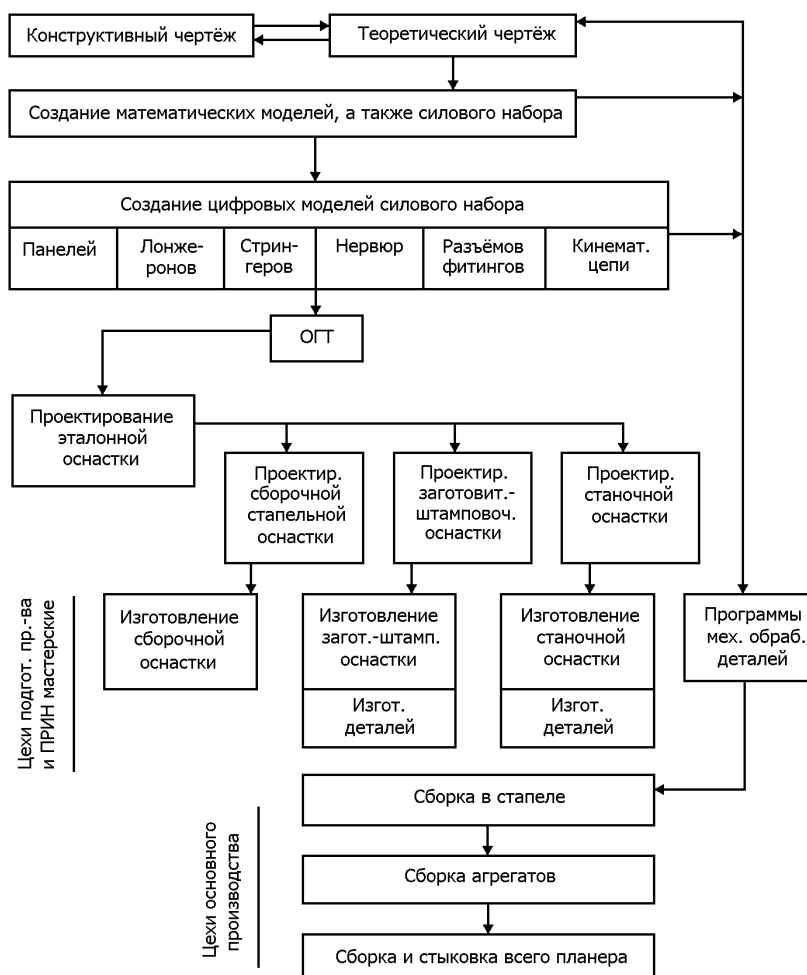 Конструктивный чертёж
Теоретический чертёж
Создание математических моделей, а также силового набора
Создание цифровых моделей силового набора
Панелей
Лонже-
ронов
Стрин-
геров
Нервюр
Разъёмов
фитингов
Кинемат.
цепи
ОГТ
Проектирование
эталонной
оснастки
Проектир.
сборочной
стапельной
оснастки
Проектир.
заготовит.-
штамповоч.
оснастки
Проектир.
станочной
оснастки
Цехи подгот. пр.-ва
и ПРИН мастерские
Изготовление
сборочной
оснастки
Изготовление
загот.-штамп.
оснастки
Изгот.
деталей
Изготовление
станочной
оснастки
Изгот.
деталей
Программы
мех. обраб.
деталей
Цехи основного
производства
Сборка в стапеле
Сборка агрегатов
Сборка и стыковка всего планера